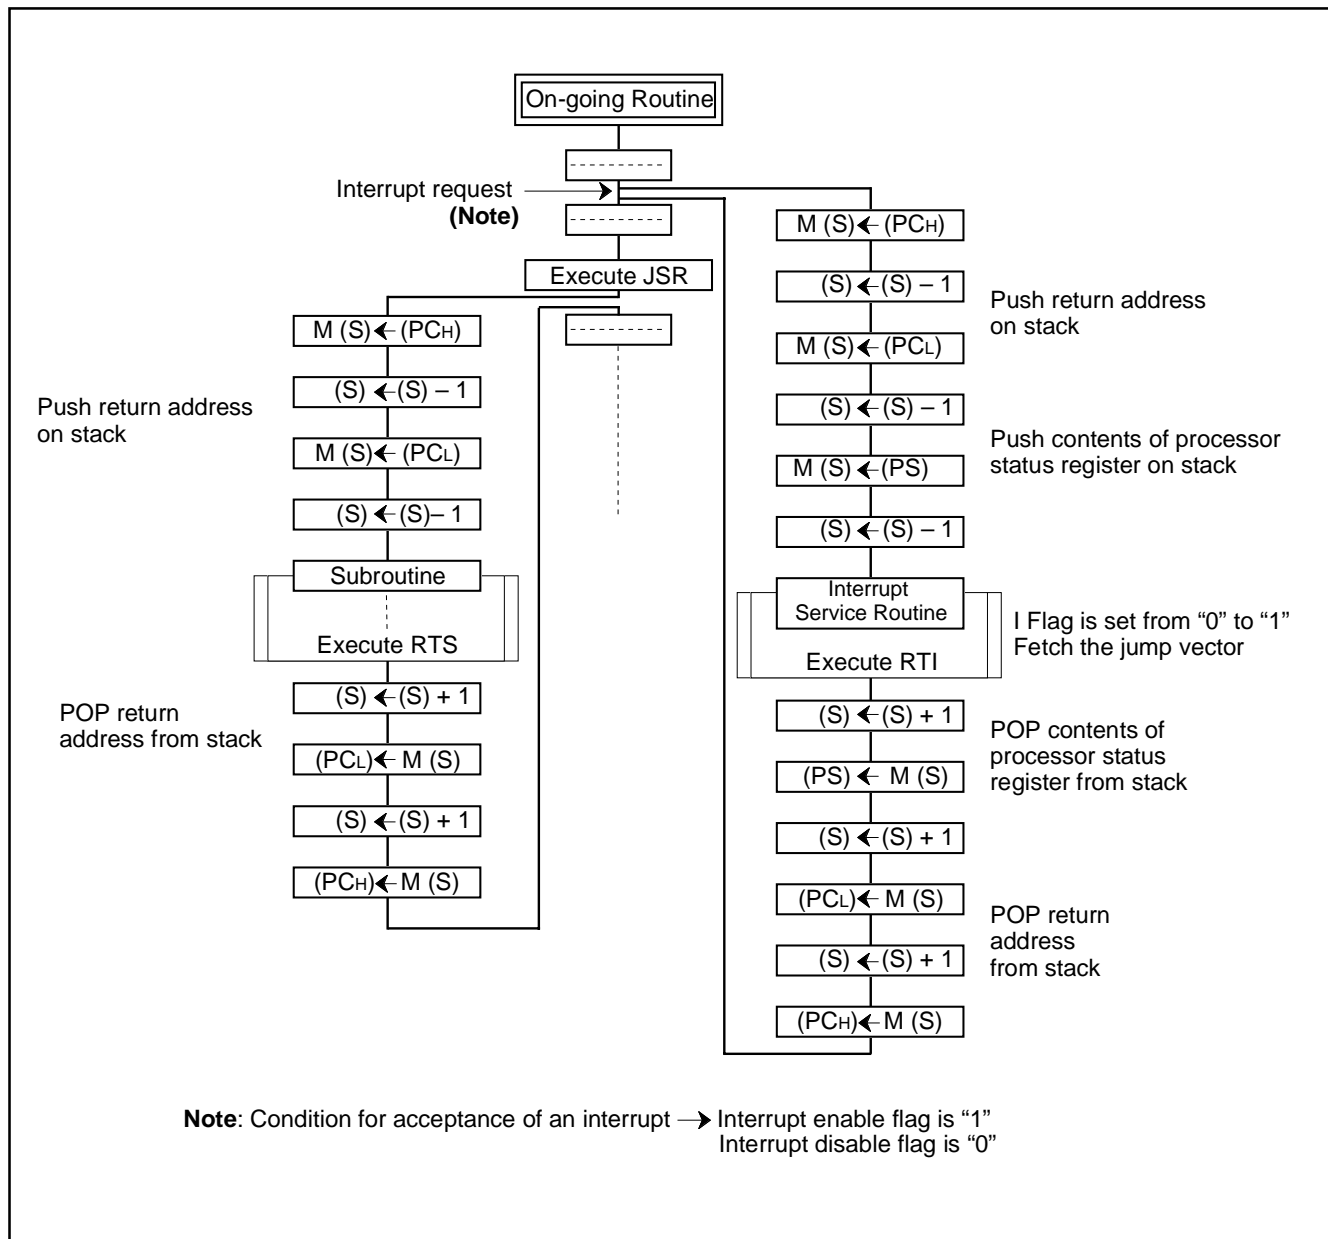 On-going Routine
Interrupt request
(Note)
Execute JSR
M (S) ← (PCH)
(S) ← (S) – 1
M (S) ← (PCL)
(S) ← (S)– 1
Subroutine
Execute RTS
(S) ← (S) + 1
(PCL) ← M (S)
(S) ← (S) + 1
(PCH) ← M (S)
Push return address
on stack
POP return
address from stack
M (S) ← (PCH)
(S) ← (S) – 1
M (S) ← (PCL)
(S) ← (S) – 1
M (S) ← (PS)
(S) ← (S) – 1
Interrupt
Service Routine
Execute RTI
(S) ← (S) + 1
(PS) ← M (S)
(S) ← (S) + 1
(PCL) ← M (S)
(S) ← (S) + 1
(PCH) ← M (S)
Push return address
on stack
Push contents of processor
status register on stack
I Flag is set from “0” to “1”
Fetch the jump vector
POP contents of
processor status
register from stack
POP return
address
from stack
Note: Condition for acceptance of an interrupt → Interrupt enable flag is “1”
Interrupt disable flag is “0”